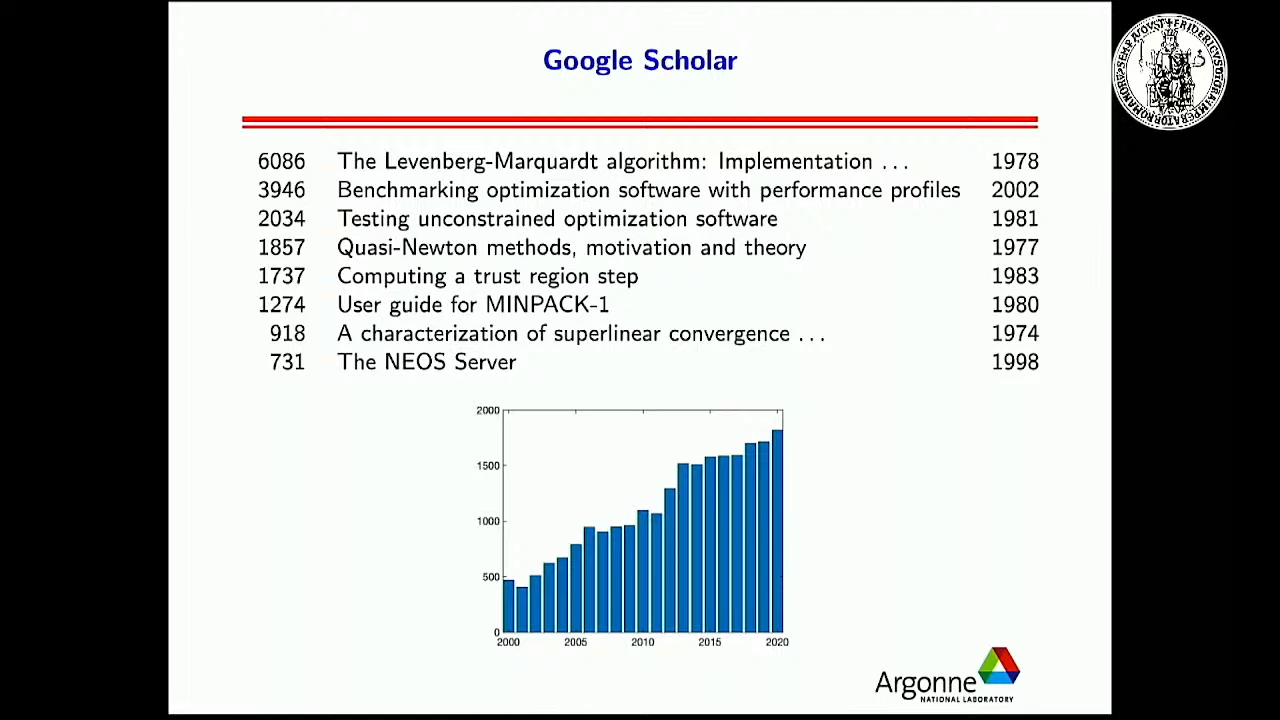 Google Scholar
6086 The Levenberg-Marquardt algorithm: Implementation ... 1978
3946 Benchmarking optimization software with performance profiles 2002
2034 Testing unconstrained optimization software 1981
1857 Quasi-Newton methods, motivation and theory 1977
1737 Computing a trust region step 1983
1274 User guide for MINPACK-1 1980
918 A characterization of superlinear convergence ... 1974
731 The NEOS Server 1998
2000
1500
1000
500
0
2000 2005 2010 2015 2020
Argonne
NATIONAL LABORATORY